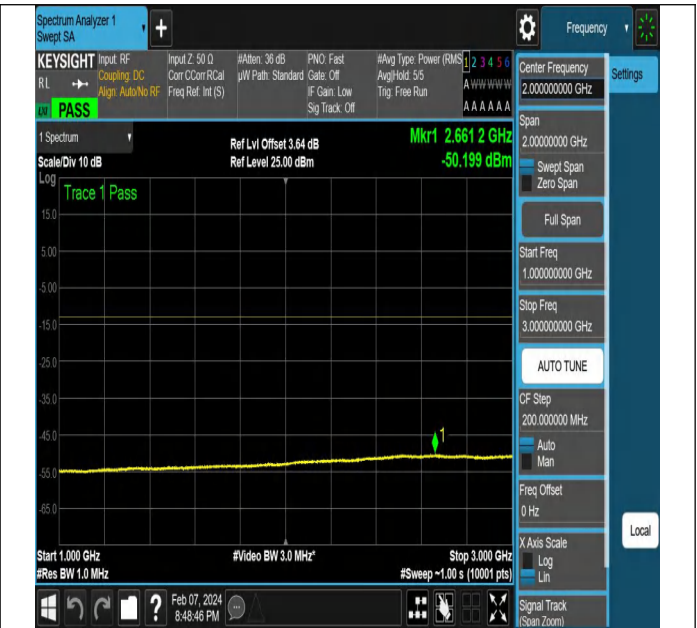 Spectrum Analyzer 1
Swept SA
+
Frequency
KEYSIGHT
RL
PASS
Input: RF
Coupling: DC
Align: Auto/No RF
Input Z: 50 Ω
Corr CCorr RCal
Freq Ref: Int (S)
#Atten: 36 dB
µW Path: Standard
PNO: Fast
Gate: Off
IF Gain: Low
Sig Track: Off
#Avg Type: Power (RMS
Avg|Hold: 5/5
Trig: Free Run
1 2 3 4 5 6
A W W W W W
A A A A A A
1 Spectrum
Scale/Div 10 dB
Ref Lvl Offset 3.64 dB
Ref Level 25.00 dBm
Mkr1 2.661 2 GHz
-50.199 dBm
Log
Trace 1 Pass
15.0
5.00
-5.00
-15.0
-25.0
-35.0
-45.0
-55.0
-65.0
1
Start 1.000 GHz
#Res BW 1.0 MHz
#Video BW 3.0 MHz*
Stop 3.000 GHz
#Sweep ~1.00 s (10001 pts)
?
Feb 07, 2024
8:48:46 PM
Center Frequency
2.000000000 GHz
Settings
Span
2.00000000 GHz
Swept Span
Zero Span
Full Span
Start Freq
1.000000000 GHz
Stop Freq
3.000000000 GHz
AUTO TUNE
CF Step
200.000000 MHz
Auto
Man
Freq Offset
0 Hz
X Axis Scale
Log
Lin
Local
Signal Track
(Span Zoom)